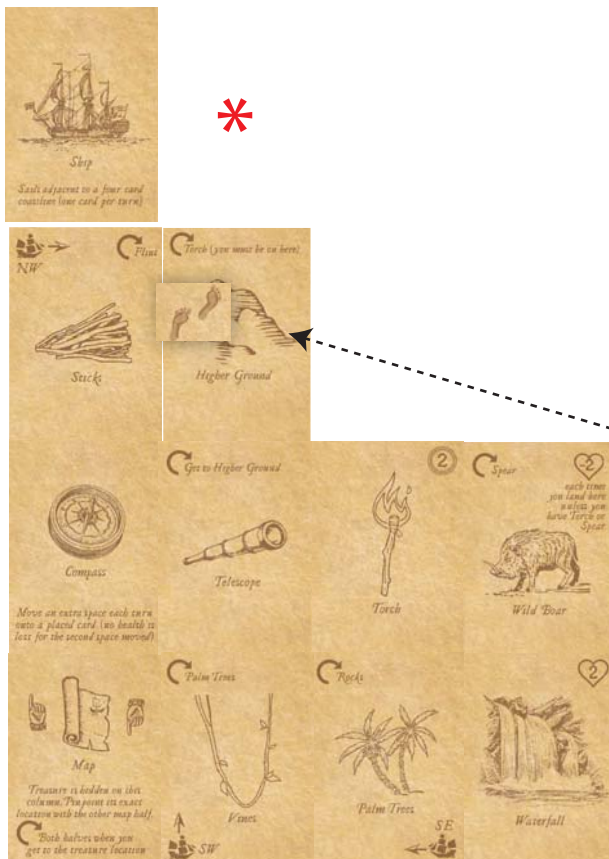 *
Ship
Sails adjacent to a four card
coastline (one card per turn)
NW
Flint
Sticks
Torch (you must be in here)
Higher Ground
Compass
Move an extra space each turn
onto a placed card (no health is
lost for the second space moved)
Get to Higher Ground
Telescope
2
Torch
Spear
-2
each time
you land here
unless you
have Torch or
Spear
Wild Boar
Map
Treasure is hidden on this
column. Pinpoint its exact
location with the other map half.
Both halves when you
get to the treasure location
Palm Trees
Vines
SW
Rocks
Palm Trees
SE
2
Waterfall